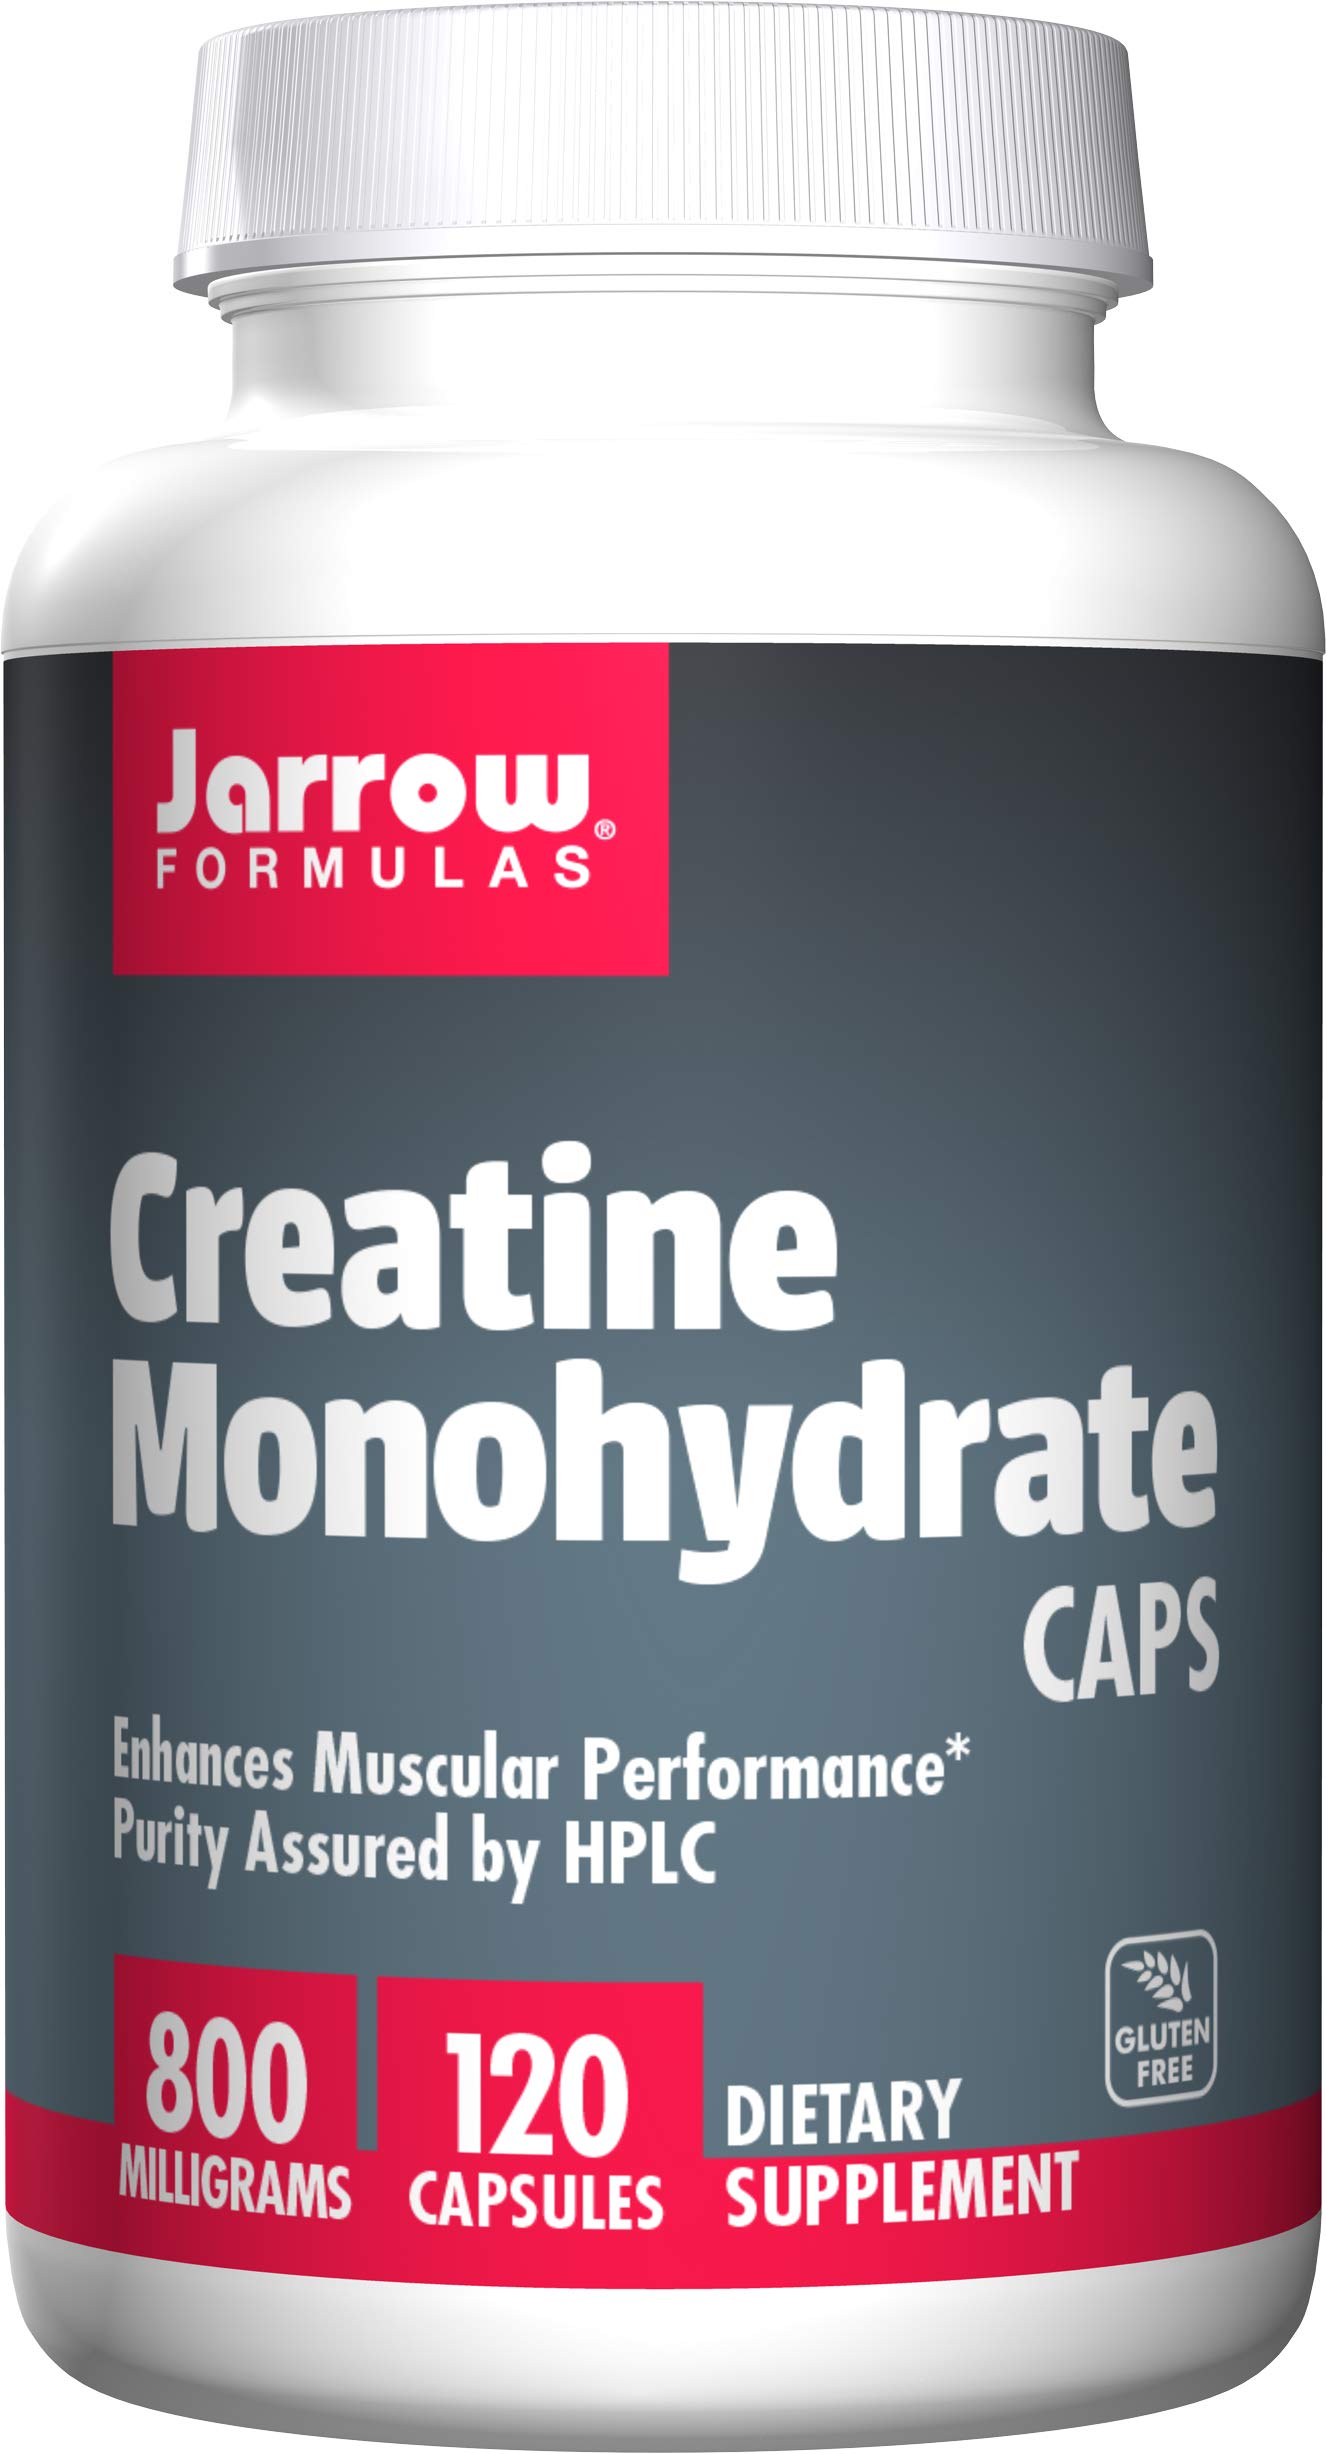 Jarrow®
FORMULAS
Creatine
Monohydrate
CAPS
Enhances Muscular Performance*
Purity Assured by HPLC
800
MILLIGRAMS
120
CAPSULES
DIETARY
SUPPLEMENT
GLUTEN
FREE